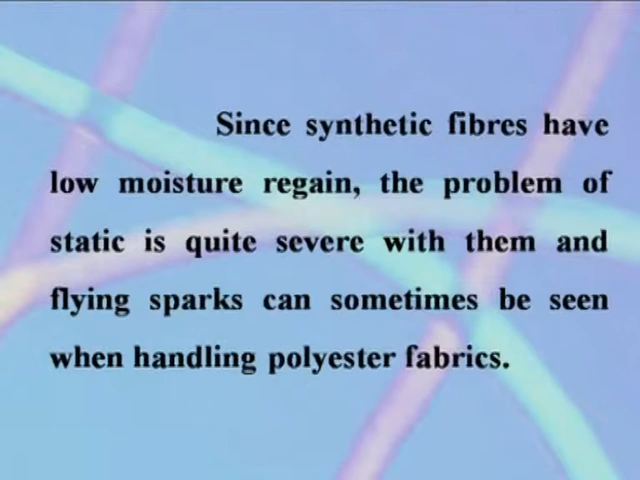 Since synthetic fibres have
low moisture regain, the problem of
static is quite severe with them and
flying sparks can sometimes be seen
when handling polyester fabrics.